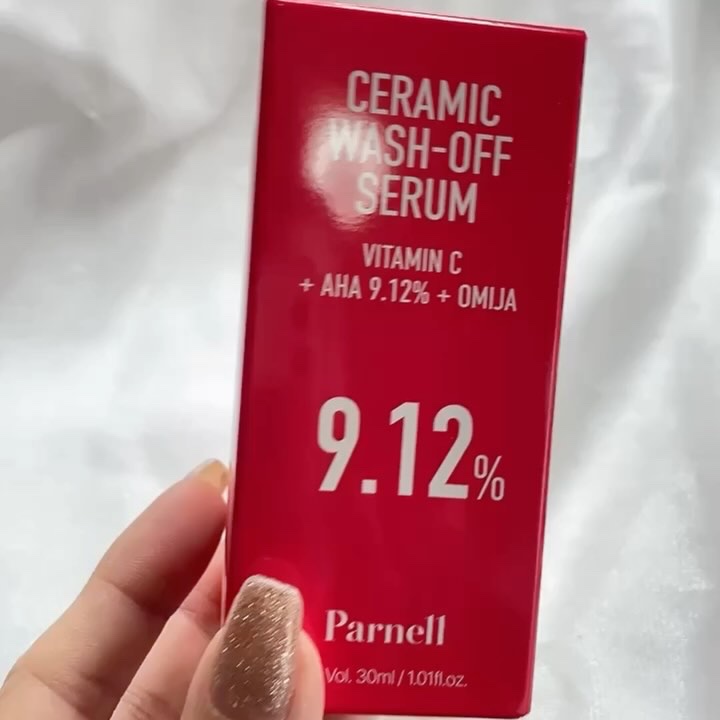 CERAMIC
WASH-OFF
SERUM
VITAMIN C
+ AHA 9.12% + OMIJA
9.12%
Parnell
Vol. 30ml / 1.01fl.oz.